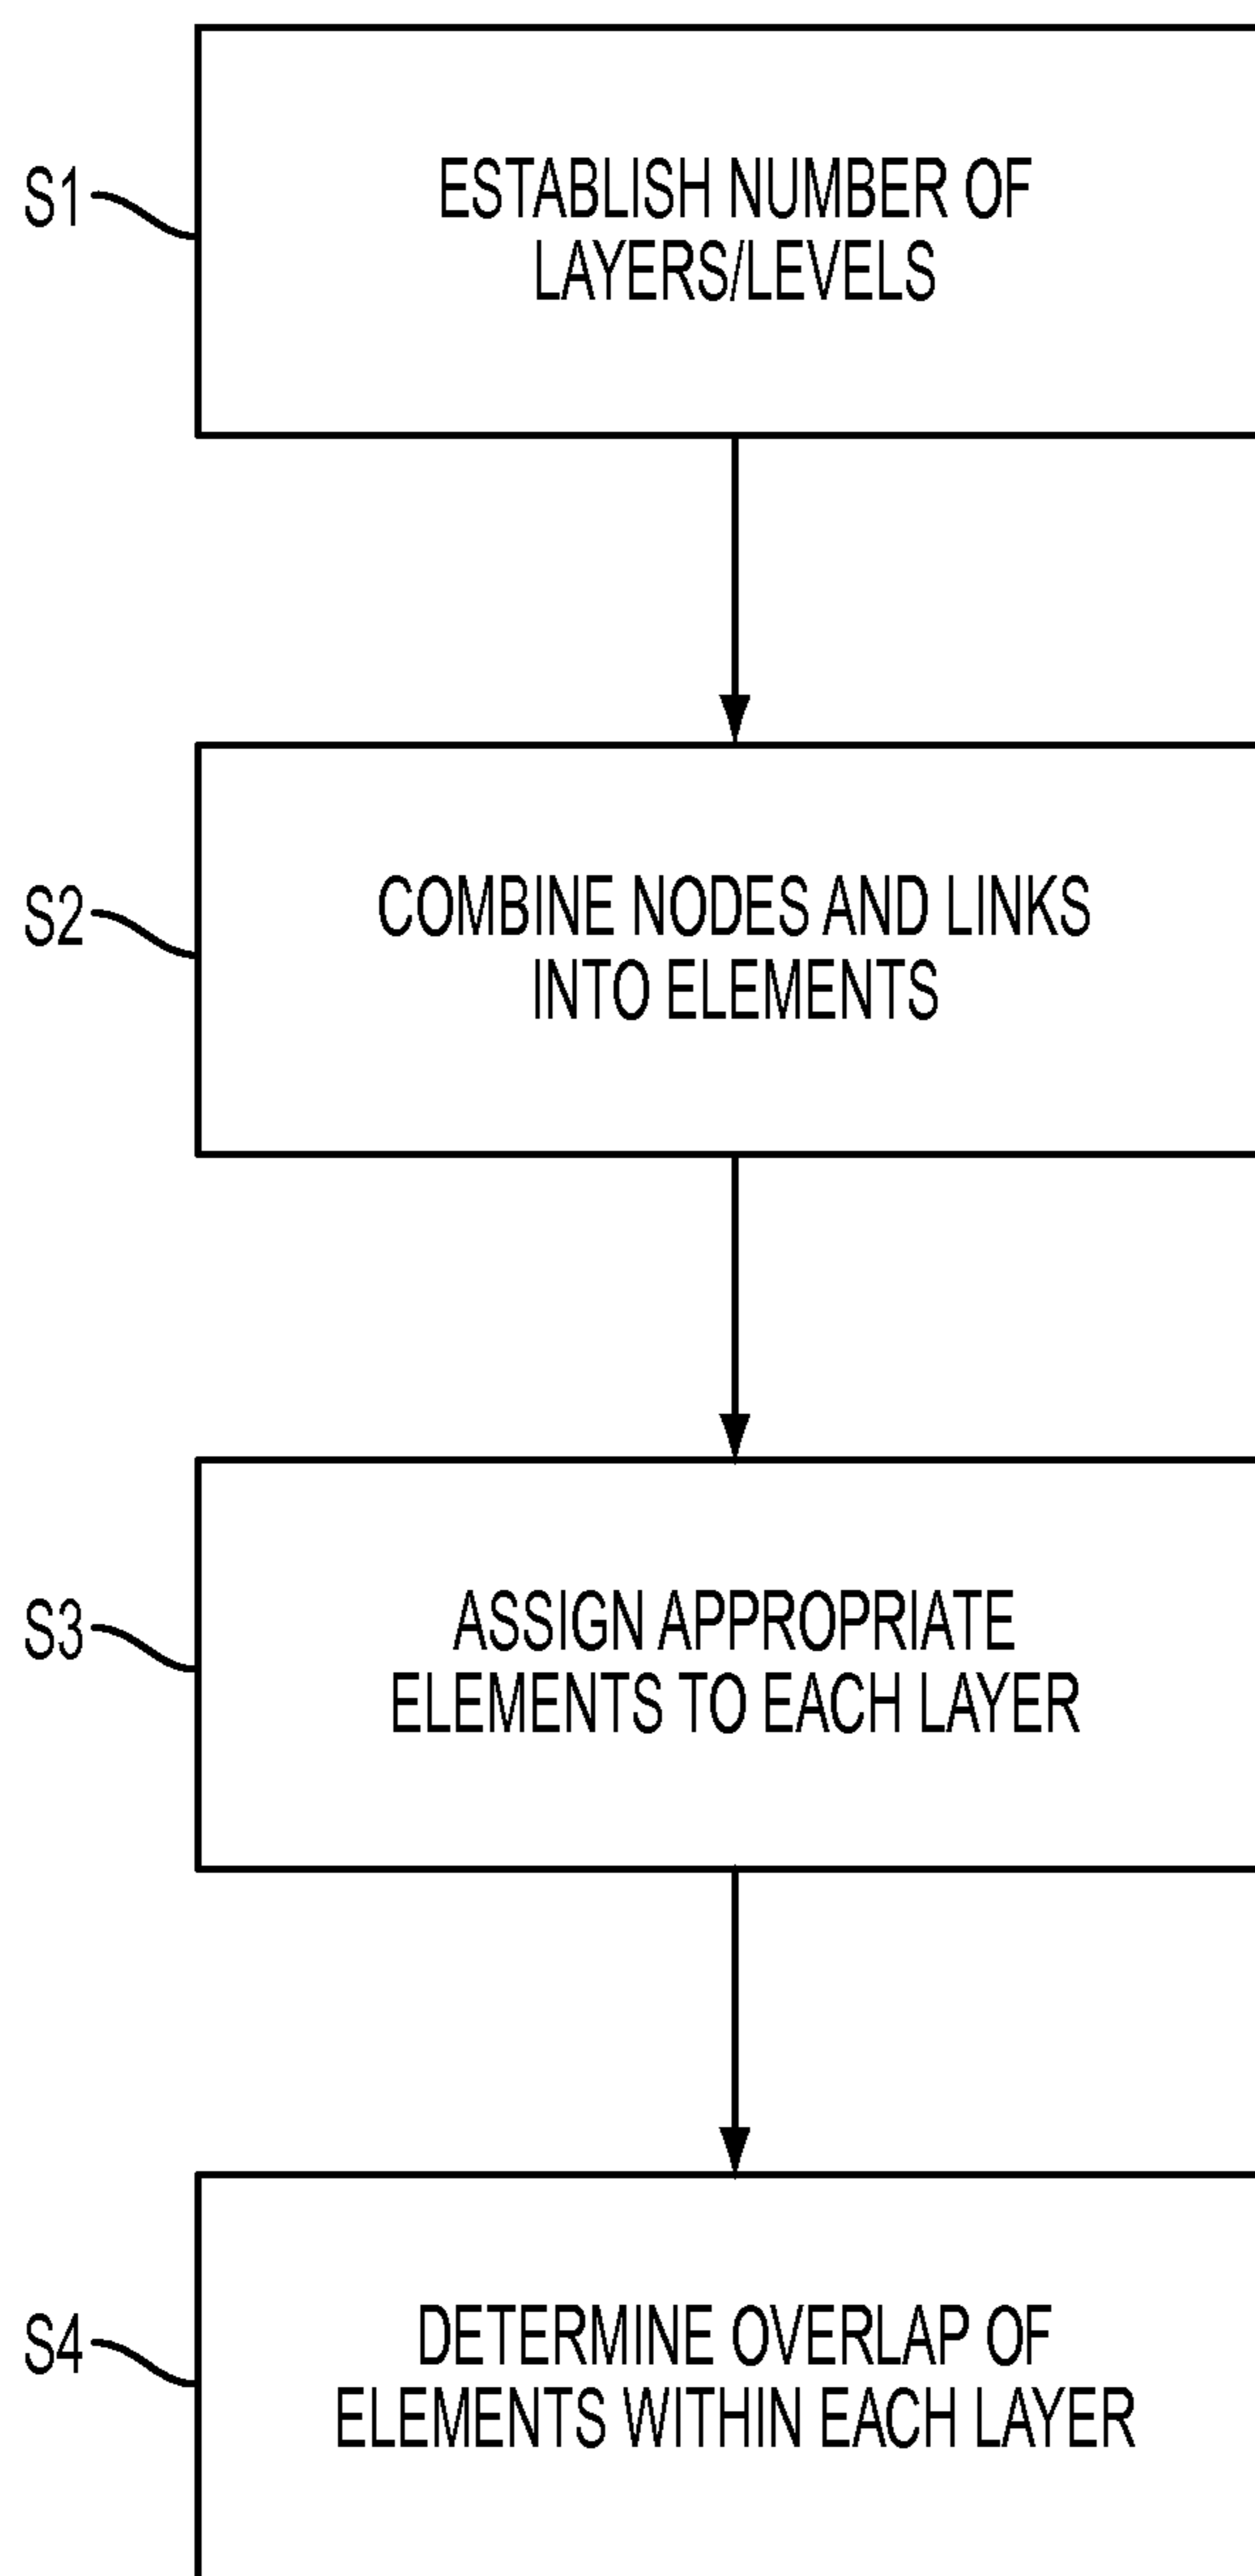 S1
ESTABLISH NUMBER OF
LAYERS/LEVELS
S2
COMBINE NODES AND LINKS
INTO ELEMENTS
S3
ASSIGN APPROPRIATE
ELEMENTS TO EACH LAYER
S4
DETERMINE OVERLAP OF
ELEMENTS WITHIN EACH LAYER